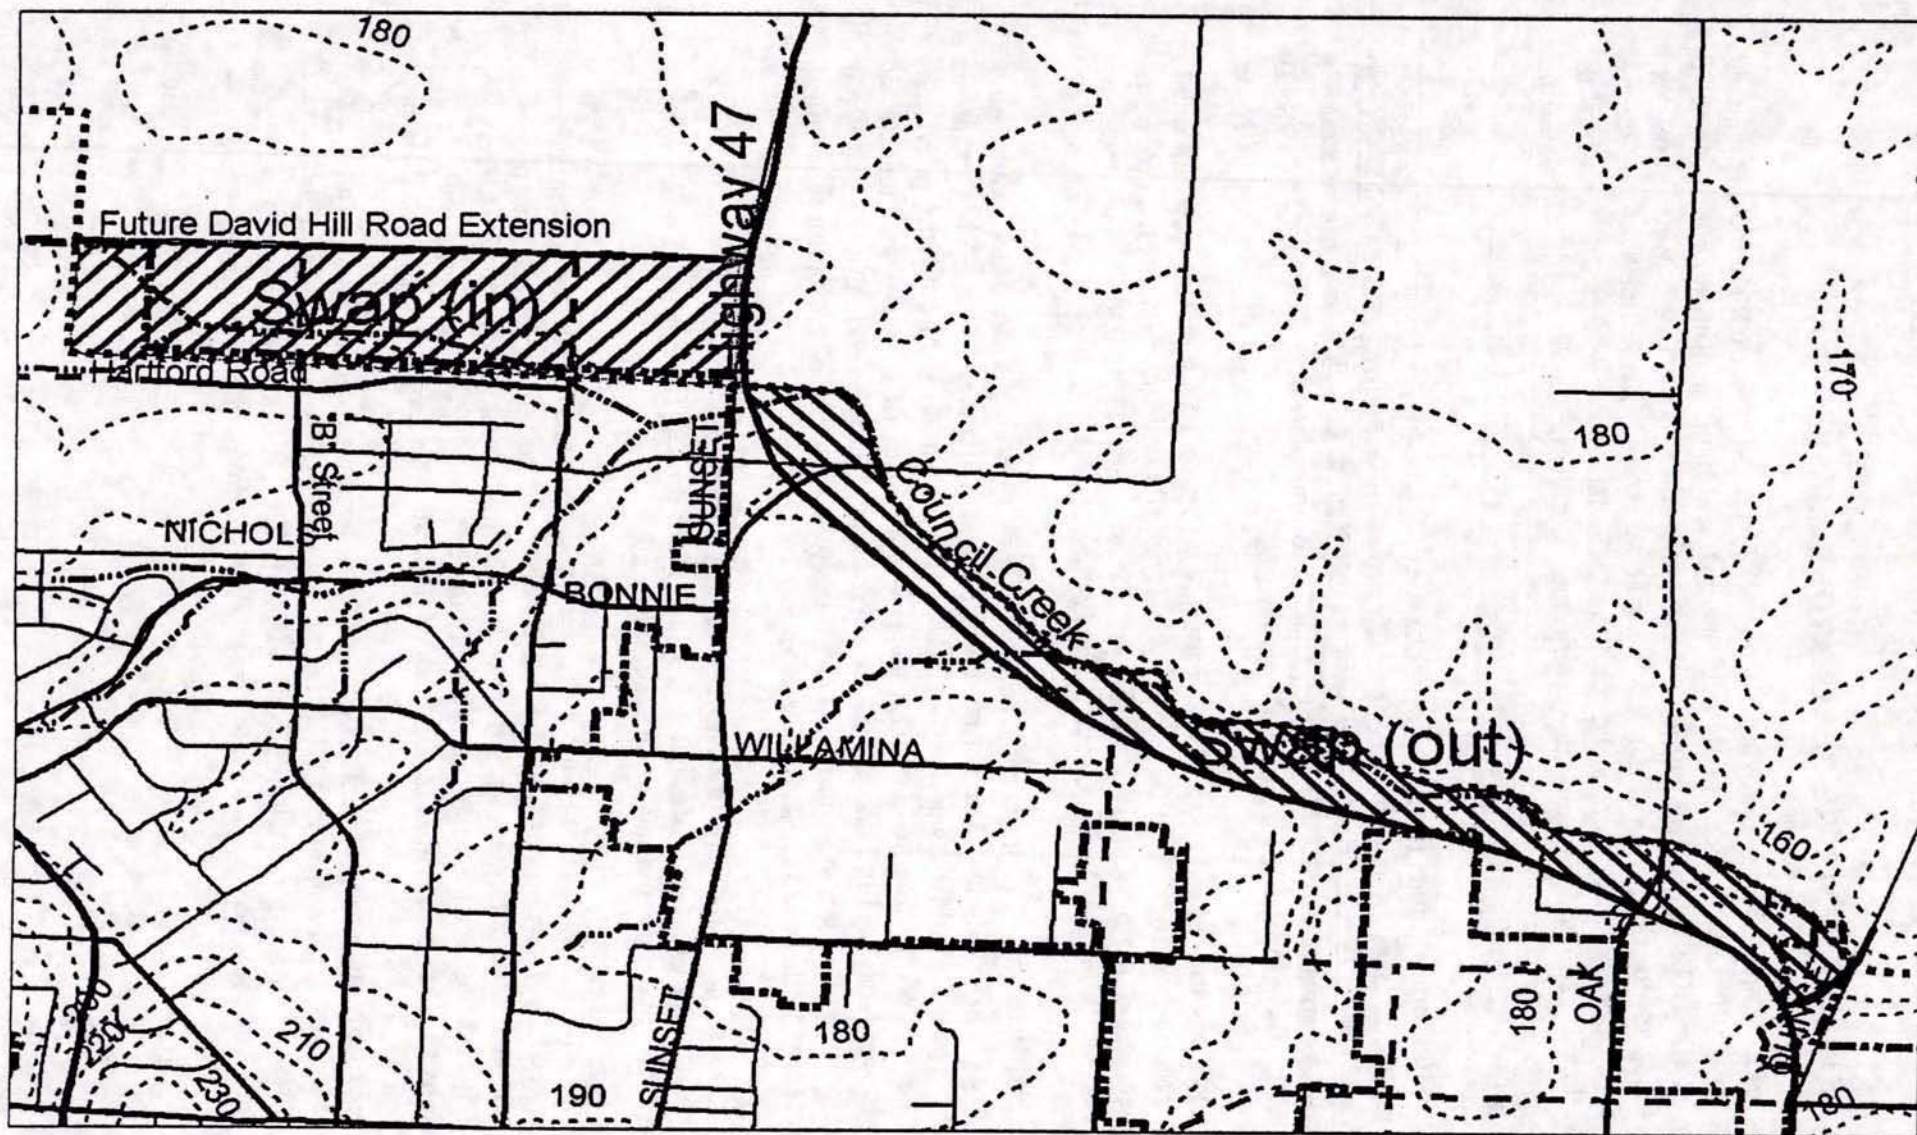 180
Highway 47
Future David Hill Road Extension
Swap (in)
Hartford Road
170
180
"B" Street
SUNSET
Council Creek
NICHOLS
BONNIE
WILLAMINA
Swap (out)
160
180
OAK
210
220
180
SUNSET
230
190
180